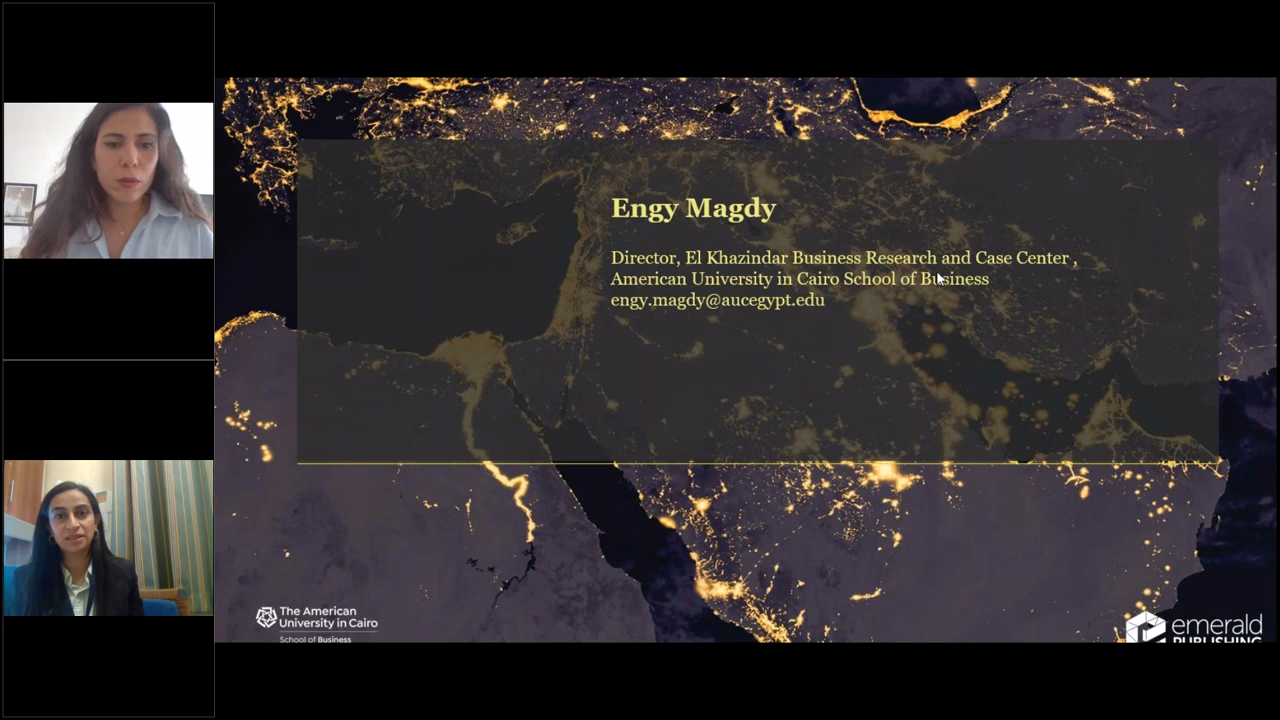 Engy Magdy
Director, El Khazindar Business Research and Case Center ,
American University in Cairo School of Business
engy.magdy@aucegypt.edu
The American
University in Cairo
School of Business
emerald
PUBLISHING